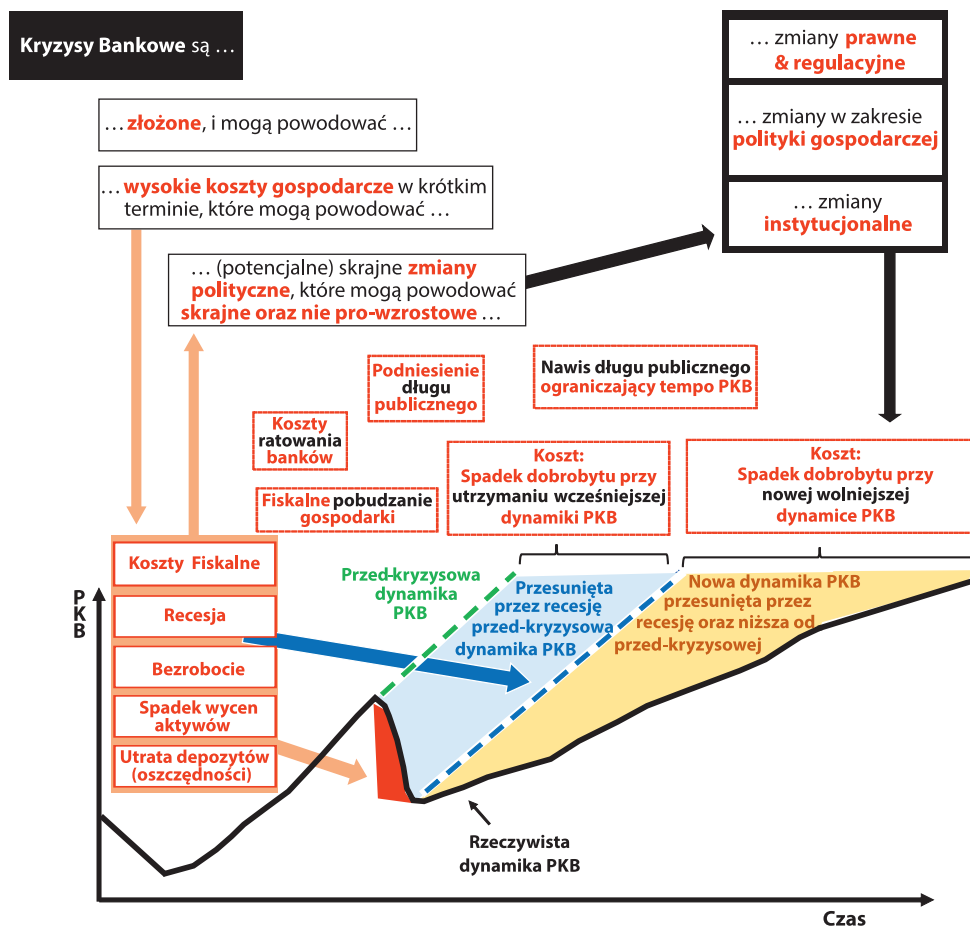 Kryzysy Bankowe są …
… złożone, i mogą powodować …
… wysokie koszty gospodarcze w krótkim
terminie, które mogą powodować …
… (potencjalne) skrajne zmiany
polityczne, które mogą powodować
skrajne oraz nie pro-wzrostowe …
… zmiany prawne
& regulacyjne
… zmiany w zakresie
polityki gospodarczej
… zmiany
instytucjonalne
Podniesienie
długu
publicznego
Nawis długu publicznego
ograniczający tempo PKB
Koszty
ratowania
banków
Fiskalne pobudzanie
gospodarki
Koszt:
Spadek dobrobytu przy
utrzymaniu wcześniejszej
dynamiki PKB
Koszt:
Spadek dobrobytu przy
nowej wolniejszej
dynamice PKB
Koszty Fiskalne
Recesja
Bezrobocie
Spadek wycen
aktywów
Utrata depozytów
(oszczędności)
PKB
Przed-kryzysowa
dynamika
PKB
Przesunięta
przez recesję
przed-kryzysowa
dynamika PKB
Nowa dynamika PKB
przesunięta przez
recesję oraz niższa od
przed-kryzysowej
Rzeczywista
dynamika PKB
Czas